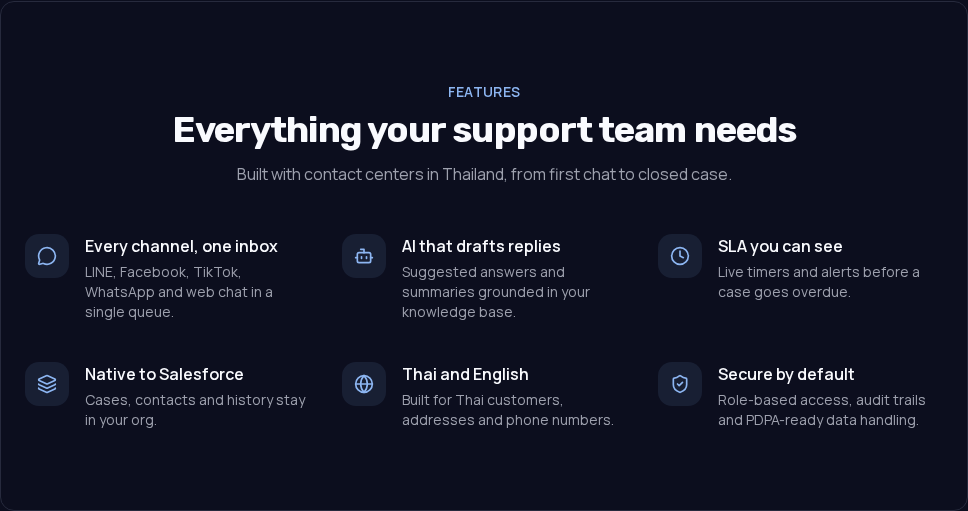 FEATURES
Everything your support team needs
Built with contact centers in Thailand, from first chat to closed case.
Every channel, one inbox
LINE, Facebook, TikTok,
WhatsApp and web chat in a
single queue.
AI that drafts replies
Suggested answers and
summaries grounded in your
knowledge base.
SLA you can see
Live timers and alerts before a
case goes overdue.
Native to Salesforce
Cases, contacts and history stay
in your org.
Thai and English
Built for Thai customers,
addresses and phone numbers.
Secure by default
Role-based access, audit trails
and PDPA-ready data handling.